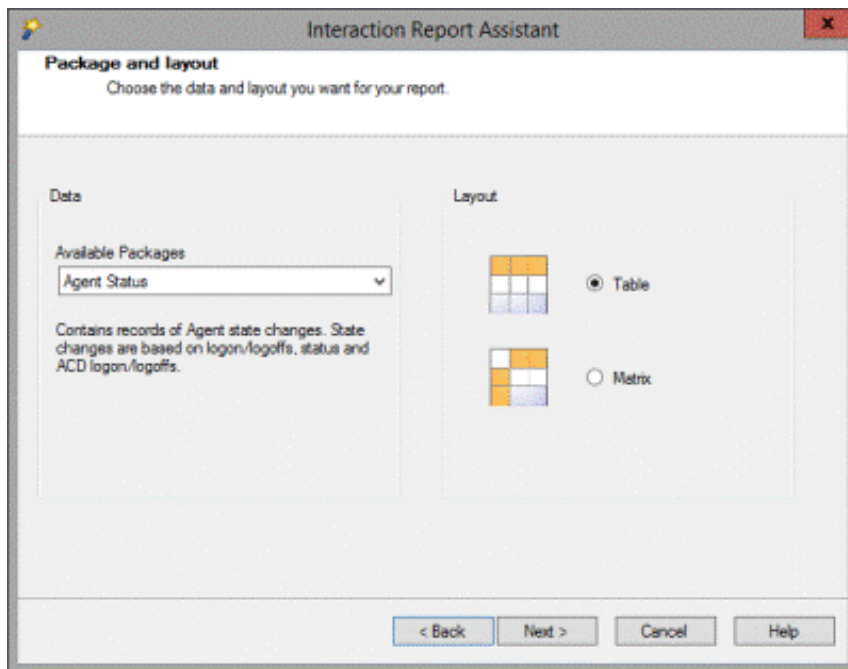 Interaction Report Assistant
x
Package and layout
Choose the data and layout you want for your report.
Data
Available Packages
Agent Status
Contains records of Agent state changes. State
changes are based on logon/logoffs, status and
ACD logon/logoffs.
Layout
Table
Matrix
< Back
Next >
Cancel
Help